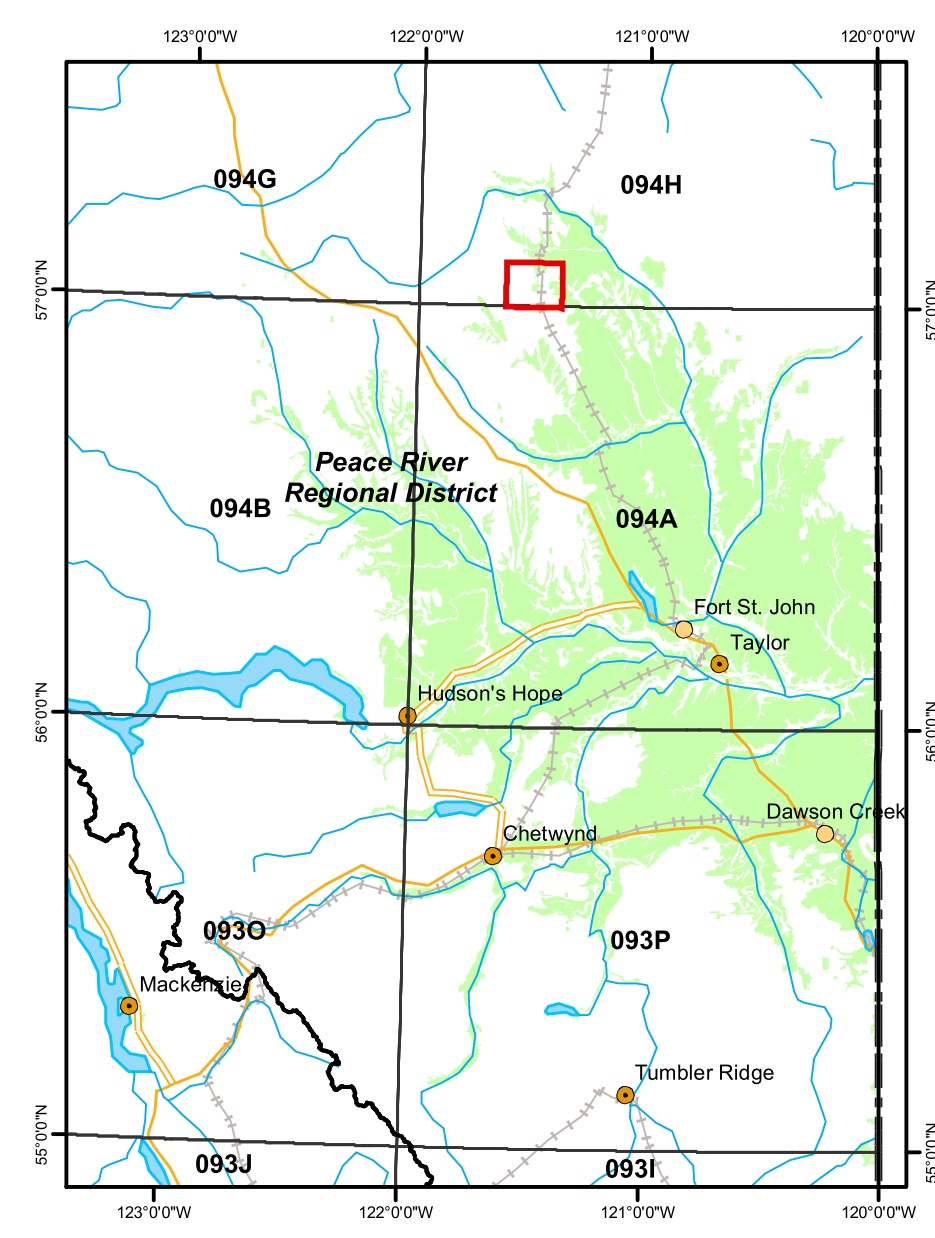 123°0'0"W
122°0'0"W
121°0'0"W
120°0'0"W
094G
094H
57°0'0"N
57°0'0"N
Peace River
Regional District
094B
094A
Fort St. John
Taylor
Hudson's Hope
56°0'0"N
56°0'0"N
Dawson Creek
Chetwynd
093O
093P
Mackenzie
Tumbler Ridge
55°0'0"N
55°0'0"N
093J
093I
123°0'0"W
122°0'0"W
121°0'0"W
120°0'0"W